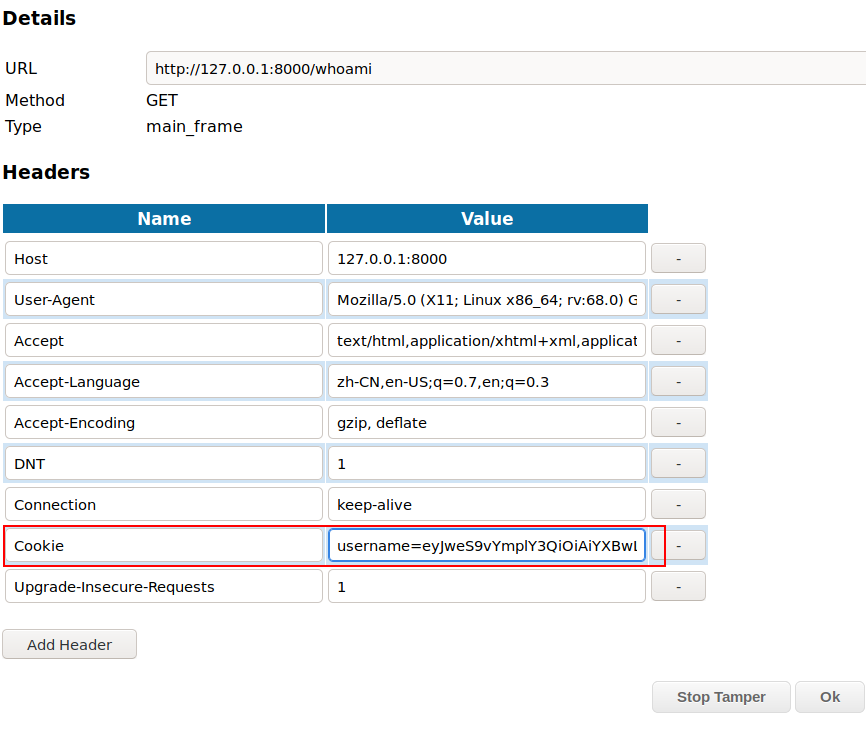 Details
URL http://127.0.0.1:8000/whoami
Method GET
Type main_frame
Headers
Name Value
Host 127.0.0.1:8000 -
User-Agent Mozilla/5.0 (X11; Linux x86_64; rv:68.0) G -
Accept text/html,application/xhtml+xml,applicat -
Accept-Language zh-CN,en-US;q=0.7,en;q=0.3 -
Accept-Encoding gzip, deflate -
DNT 1 -
Connection keep-alive -
Cookie username=eyJweS9vYmplY3QiOiAiYXBwL -
Upgrade-Insecure-Requests 1 -
Add Header
Stop Tamper Ok